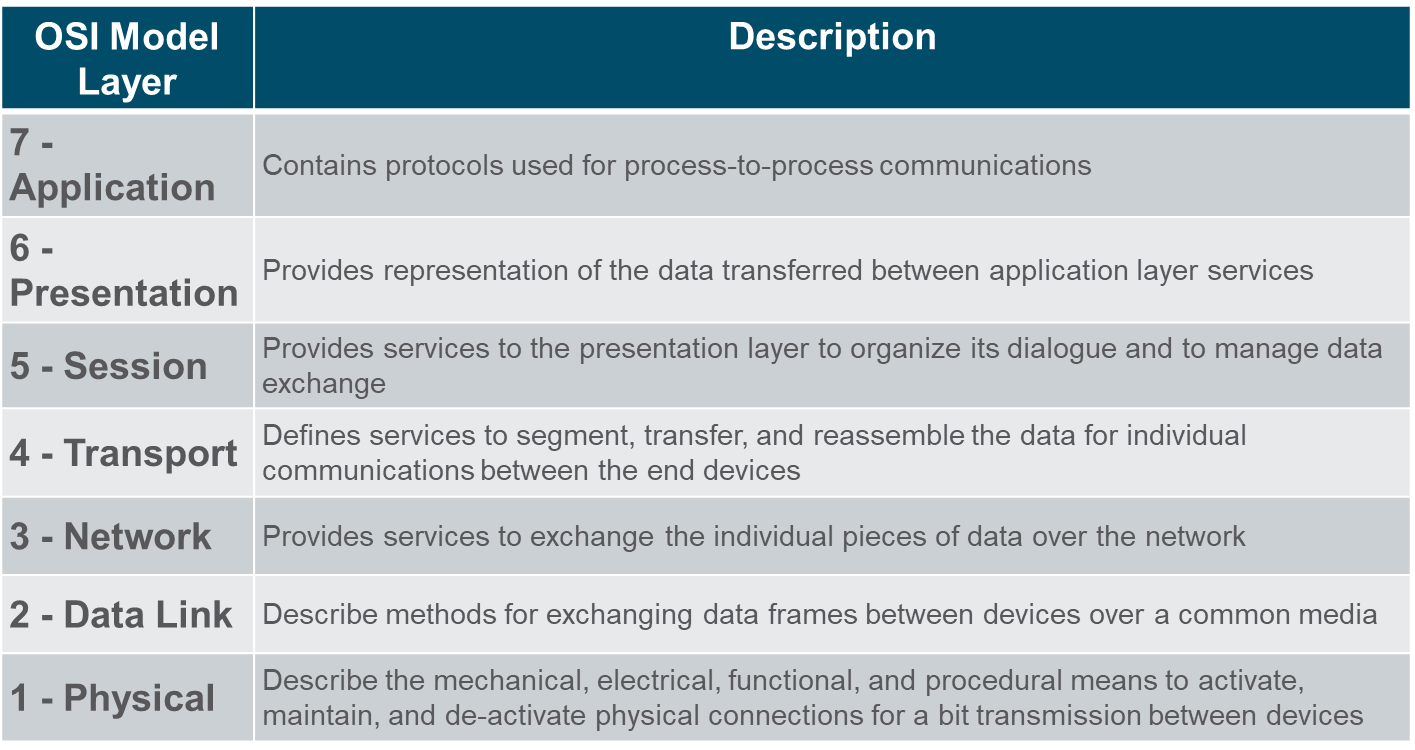 OSI Model
Layer
Description
7 -
Application
Contains protocols used for process-to-process communications
6 -
Presentation
Provides representation of the data transferred between application layer services
5 - Session
Provides services to the presentation layer to organize its dialogue and to manage data
exchange
4 - Transport
Defines services to segment, transfer, and reassemble the data for individual
communications between the end devices
3 - Network
Provides services to exchange the individual pieces of data over the network
2 - Data Link
Describe methods for exchanging data frames between devices over a common media
1 - Physical
Describe the mechanical, electrical, functional, and procedural means to activate,
maintain, and de-activate physical connections for a bit transmission between devices